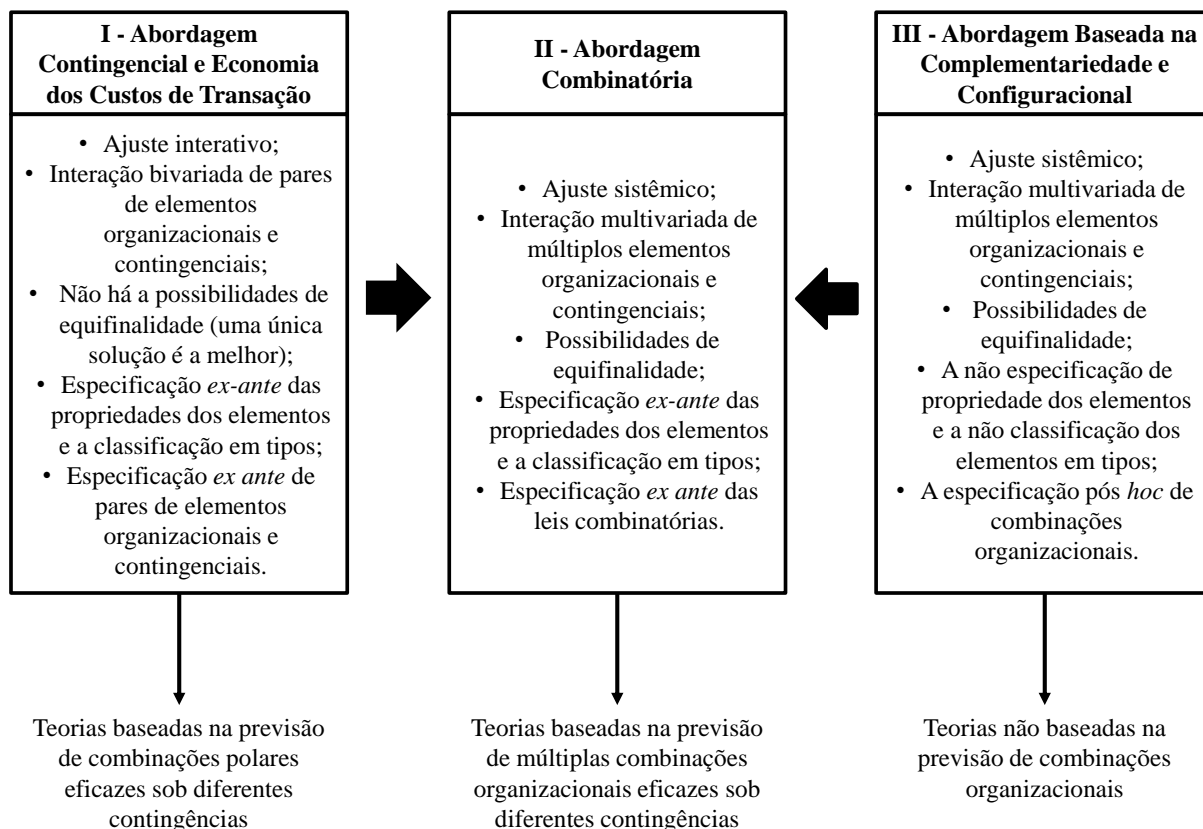 I - Abordagem
Contingencial e Economia
dos Custos de Transação
• Ajuste interativo;
• Interação bivariada de pares
de elementos
organizacionais e
contingenciais;
• Não há a possibilidades de
equifinalidade (uma única
solução é a melhor);
• Especificação ex-ante das
propriedades dos elementos
e a classificação em tipos;
• Especificação ex ante de
pares de elementos
organizacionais e
contingenciais.
Teorias baseadas na previsão
de combinações polares
eficazes sob diferentes
contingências
II - Abordagem
Combinatória
• Ajuste sistêmico;
• Interação multivariada de
múltiplos elementos
organizacionais e
contingenciais;
• Possibilidades de
equifinalidade;
• Especificação ex-ante das
propriedades dos elementos
e a classificação em tipos;
• Especificação ex ante das
leis combinatórias.
Teorias baseadas na previsão
de múltiplas combinações
organizacionais eficazes sob
diferentes contingências
III - Abordagem Baseada na
Complementariedade e
Configuracional
• Ajuste sistêmico;
• Interação multivariada de
múltiplos elementos
organizacionais e
contingenciais;
• Possibilidades de
equifinalidade;
• A não especificação de
propriedade dos elementos
e a não classificação dos
elementos em tipos;
• A especificação pós hoc de
combinações
organizacionais.
Teorias não baseadas na
previsão de combinações
organizacionais